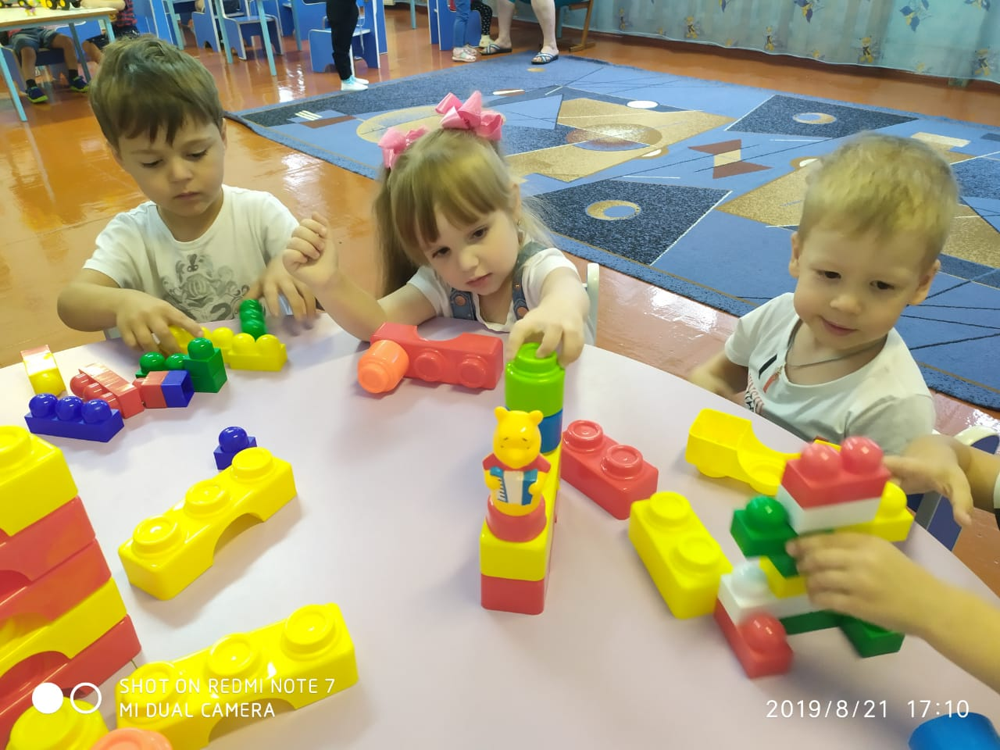 SHOT ON REDMI NOTE 7
MI DUAL CAMERA
2019/8/21 17:10